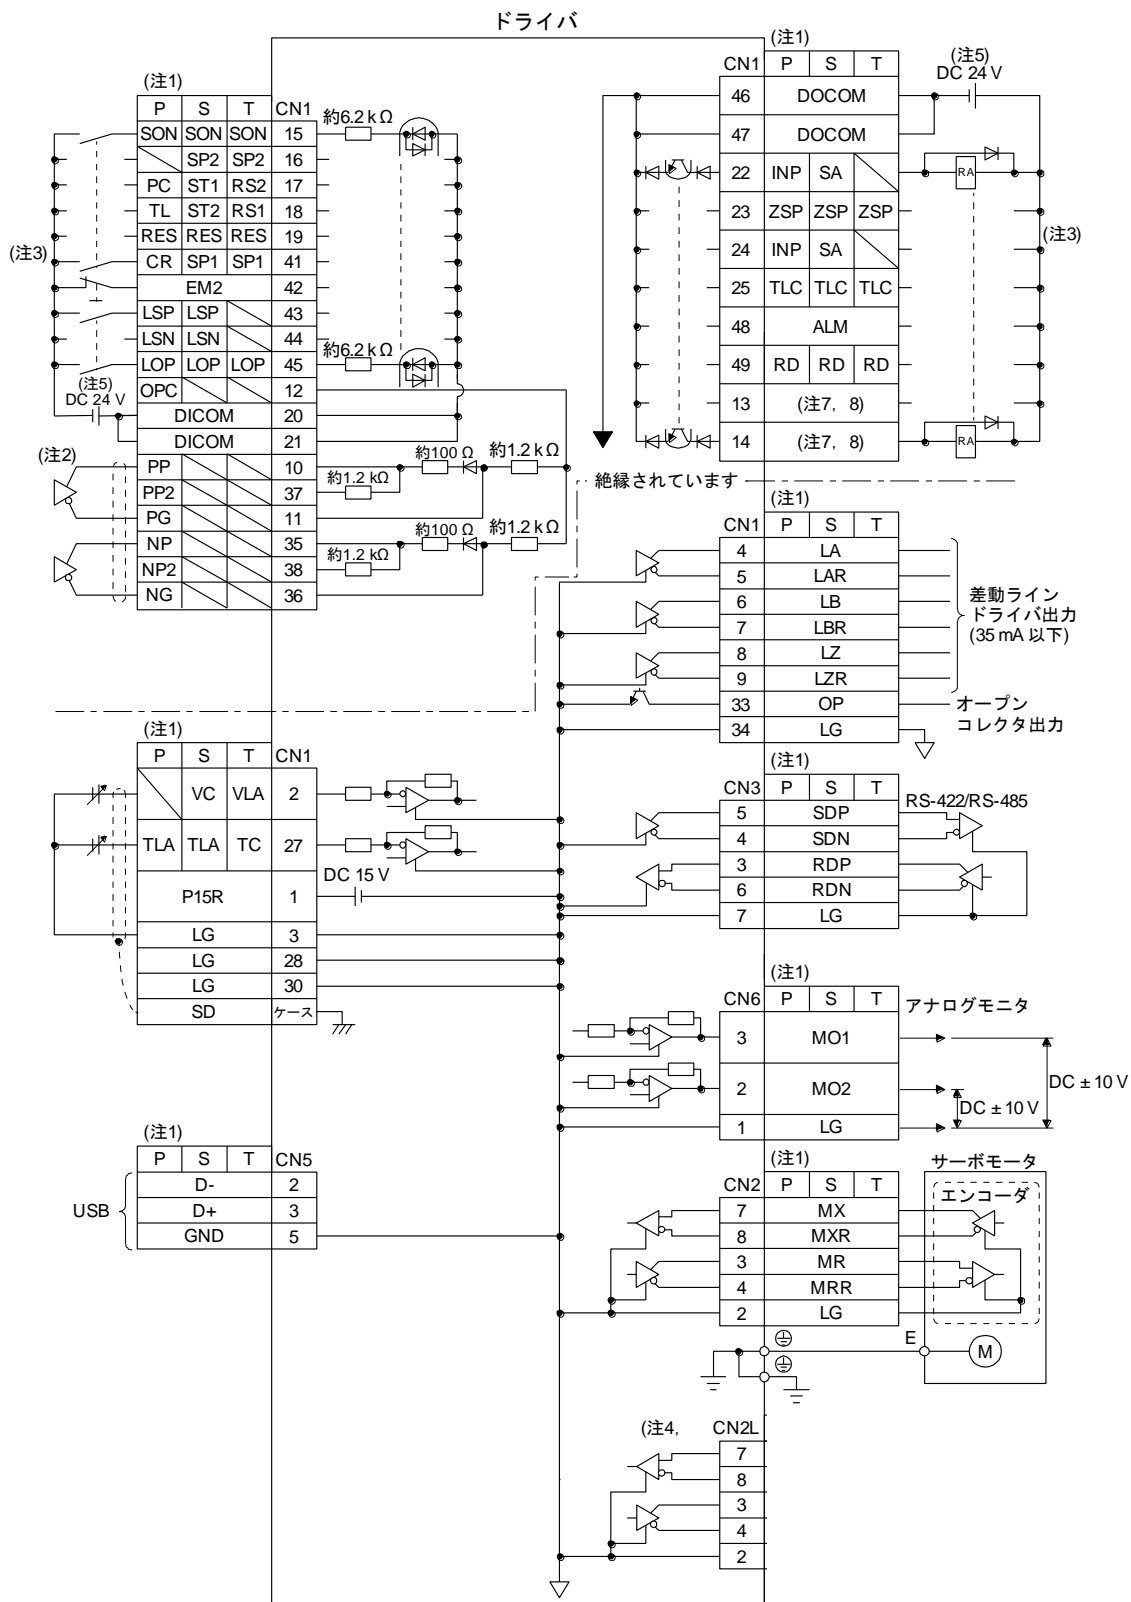 ドライバ
(注1)
P S T CN1
SON SON SON 15 約6.2 kΩ
SP2 SP2 16
PC ST1 RS2 17
TL ST2 RS1 18
RES RES RES 19
(注3)
CR SP1 SP1 41
EM2 42
LSP LSP 43
LSN LSN 44
LOP LOP LOP 45 約6.2 kΩ
OPC 12
(注5)
DC 24 V
DICOM 20
DICOM 21
(注2)
PP 10 約100 Ω 約1.2 kΩ
PP2 37 約1.2 kΩ
PG 11
NP 35 約100 Ω 約1.2 kΩ
NP2 38 約1.2 kΩ
NG 36
(注1)
CN1 P S T
(注5)
DC 24 V
46 DOCOM
47 DOCOM
22 INP SA RA
23 ZSP ZSP ZSP
(注3)
24 INP SA
25 TLC TLC TLC
48 ALM
49 RD RD RD
13 (注7, 8)
14 (注7, 8) RA
絶縁されています
(注1)
CN1 P S T
4 LA
5 LAR
6 LB
7 LBR
8 LZ
9 LZR
差動ライン
ドライバ出力
(35 mA 以下)
33 OP
34 LG
オープン
コレクタ出力
(注1)
P S T CN1
VC VLA 2
TLA TLA TC 27
P15R 1 DC 15 V
LG 3
LG 28
LG 30
SD ケース
(注1)
CN3 P S T
RS-422/RS-485
5 SDP
4 SDN
3 RDP
6 RDN
7 LG
(注1)
CN6 P S T
アナログモニタ
3 MO1
2 MO2
1 LG
DC ± 10 V
DC ± 10 V
(注1)
P S T CN5
D- 2
D+ 3
GND 5
USB
(注1)
CN2 P S T
サーボモータ
エンコーダ
7 MX
8 MXR
3 MR
4 MRR
2 LG
E
M
(注4,
CN2L
7
8
3
4
2